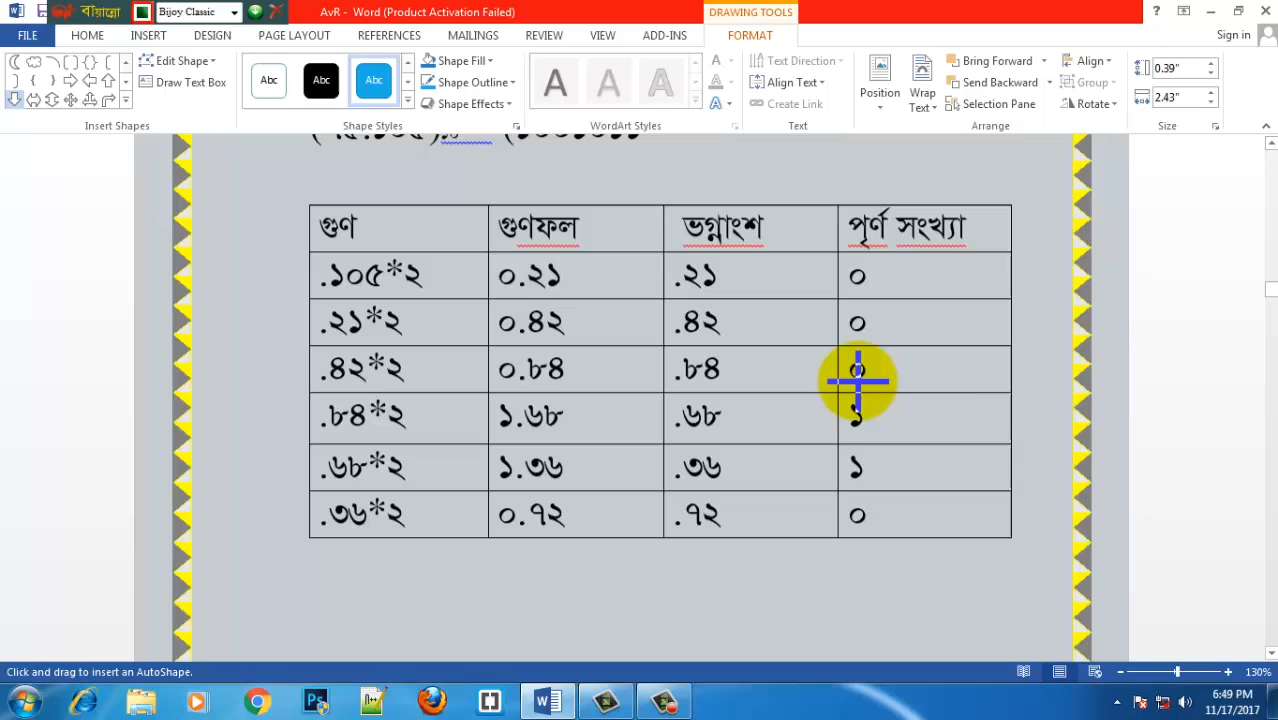 বায়ান্নো Bijoy Classic AvR - Word (Product Activation Failed) DRAWING TOOLS ?
FILE HOME INSERT DESIGN PAGE LAYOUT REFERENCES MAILINGS REVIEW VIEW ADD-INS FORMAT Sign in
Edit Shape
Draw Text Box
Insert Shapes
Abc Abc Abc
Shape Fill
Shape Outline
Shape Effects
Shape Styles
A A A
WordArt Styles
Text Direction
Align Text
Create Link
Text
Position
Wrap Text
Bring Forward
Send Backward
Selection Pane
Align
Group
Rotate
Arrange
0.39"
2.43"
Size
গুণ গুণফল ভগ্নাংশ পূর্ণ সংখ্যা
.১০৫*২ ০.২১ .২১ ০
.২১*২ ০.৪২ .৪২ ০
.৪২*২ ০.৮৪ .৮৪ ০
.৮৪*২ ১.৬৮ .৬৮ ১
.৬৮*২ ১.৩৬ .৩৬ ১
.৩৬*২ ০.৭২ .৭২ ০
Click and drag to insert an AutoShape. 130%
6:49 PM
11/17/2017